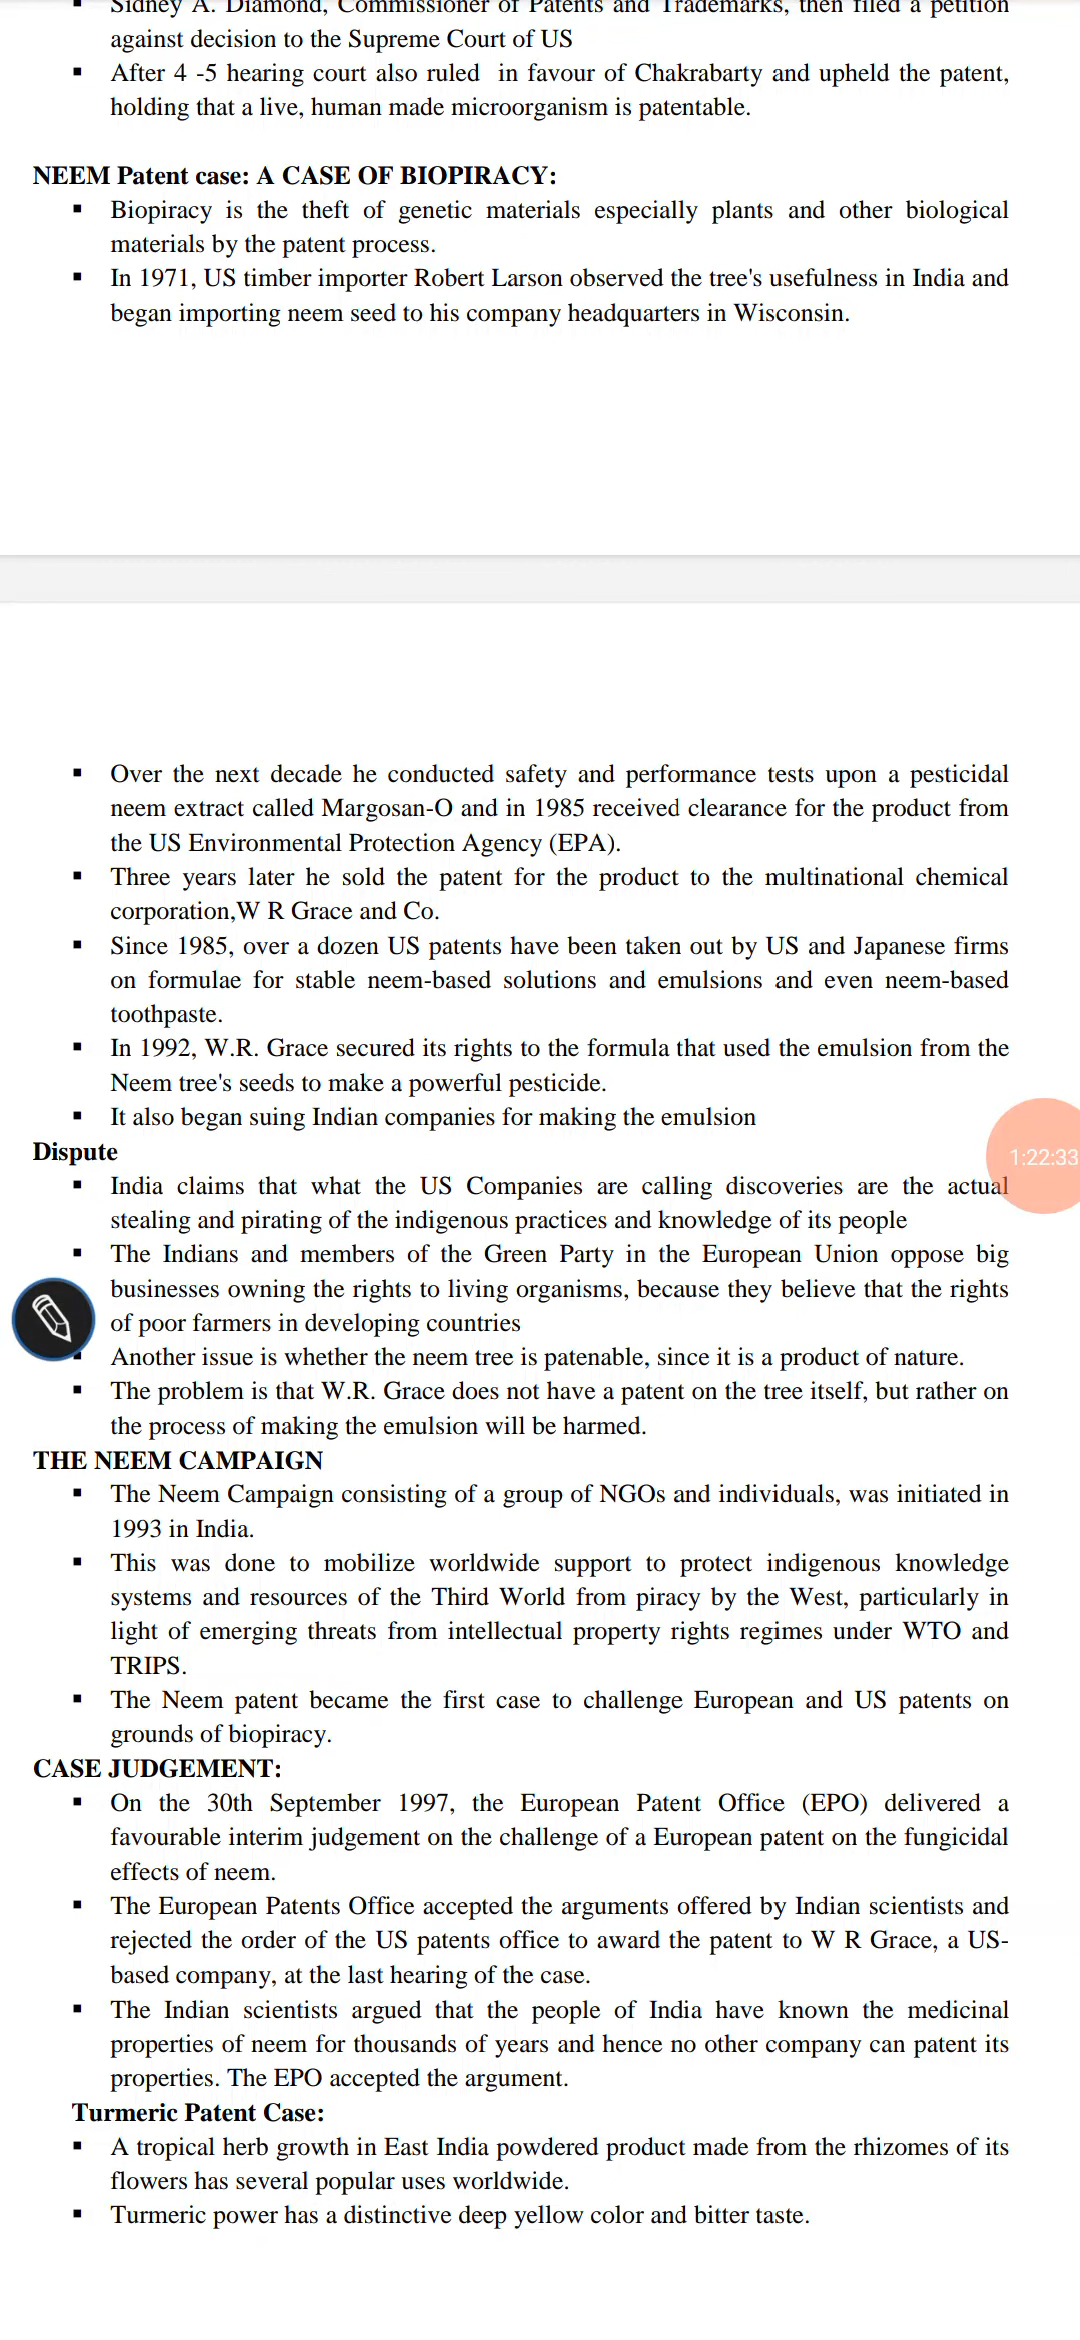 Sidney A. Diamond, Commissioner of Patents and Trademarks, then filed a petition
against decision to the Supreme Court of US
▪ After 4 -5 hearing court also ruled in favour of Chakrabarty and upheld the patent,
holding that a live, human made microorganism is patentable.
NEEM Patent case: A CASE OF BIOPIRACY:
▪ Biopiracy is the theft of genetic materials especially plants and other biological
materials by the patent process.
▪ In 1971, US timber importer Robert Larson observed the tree's usefulness in India and
began importing neem seed to his company headquarters in Wisconsin.
▪ Over the next decade he conducted safety and performance tests upon a pesticidal
neem extract called Margosan-O and in 1985 received clearance for the product from
the US Environmental Protection Agency (EPA).
▪ Three years later he sold the patent for the product to the multinational chemical
corporation,W R Grace and Co.
▪ Since 1985, over a dozen US patents have been taken out by US and Japanese firms
on formulae for stable neem-based solutions and emulsions and even neem-based
toothpaste.
▪ In 1992, W.R. Grace secured its rights to the formula that used the emulsion from the
Neem tree's seeds to make a powerful pesticide.
▪ It also began suing Indian companies for making the emulsion
Dispute
1:22:33
▪ India claims that what the US Companies are calling discoveries are the actual
stealing and pirating of the indigenous practices and knowledge of its people
▪ The Indians and members of the Green Party in the European Union oppose big
businesses owning the rights to living organisms, because they believe that the rights
of poor farmers in developing countries
▪ Another issue is whether the neem tree is patenable, since it is a product of nature.
▪ The problem is that W.R. Grace does not have a patent on the tree itself, but rather on
the process of making the emulsion will be harmed.
THE NEEM CAMPAIGN
▪ The Neem Campaign consisting of a group of NGOs and individuals, was initiated in
1993 in India.
▪ This was done to mobilize worldwide support to protect indigenous knowledge
systems and resources of the Third World from piracy by the West, particularly in
light of emerging threats from intellectual property rights regimes under WTO and
TRIPS.
▪ The Neem patent became the first case to challenge European and US patents on
grounds of biopiracy.
CASE JUDGEMENT:
▪ On the 30th September 1997, the European Patent Office (EPO) delivered a
favourable interim judgement on the challenge of a European patent on the fungicidal
effects of neem.
▪ The European Patents Office accepted the arguments offered by Indian scientists and
rejected the order of the US patents office to award the patent to W R Grace, a US-
based company, at the last hearing of the case.
▪ The Indian scientists argued that the people of India have known the medicinal
properties of neem for thousands of years and hence no other company can patent its
properties. The EPO accepted the argument.
Turmeric Patent Case:
▪ A tropical herb growth in East India powdered product made from the rhizomes of its
flowers has several popular uses worldwide.
▪ Turmeric power has a distinctive deep yellow color and bitter taste.